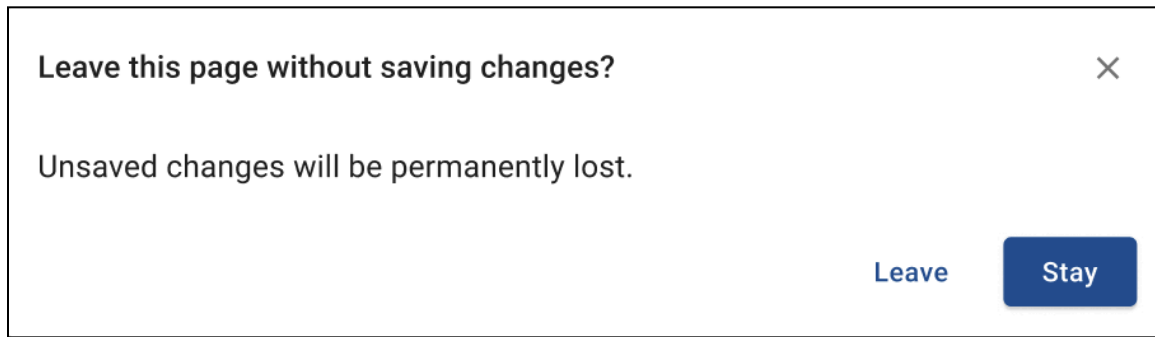 Leave this page without saving changes?
Unsaved changes will be permanently lost.
Leave
Stay